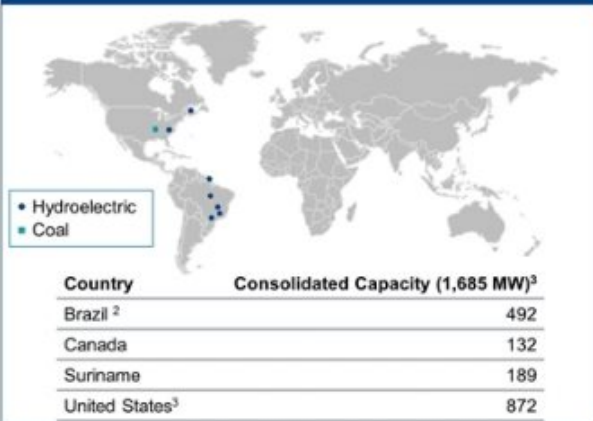 • Hydroelectric
■ Coal
Country Consolidated Capacity (1,685 MW)³
Brazil ² 492
Canada 132
Suriname 189
United States³ 872